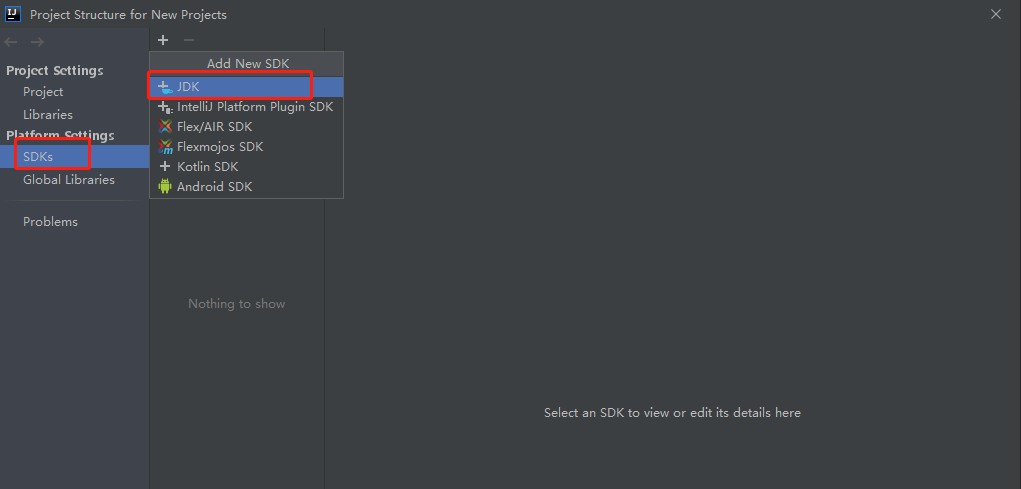 IJ Project Structure for New Projects
Project Settings
Project
Libraries
Platform Settings
SDKs
Global Libraries
Problems
Add New SDK
JDK
IntelliJ Platform Plugin SDK
Flex/AIR SDK
Flexmojos SDK
Kotlin SDK
Android SDK
Nothing to show
Select an SDK to view or edit its details here